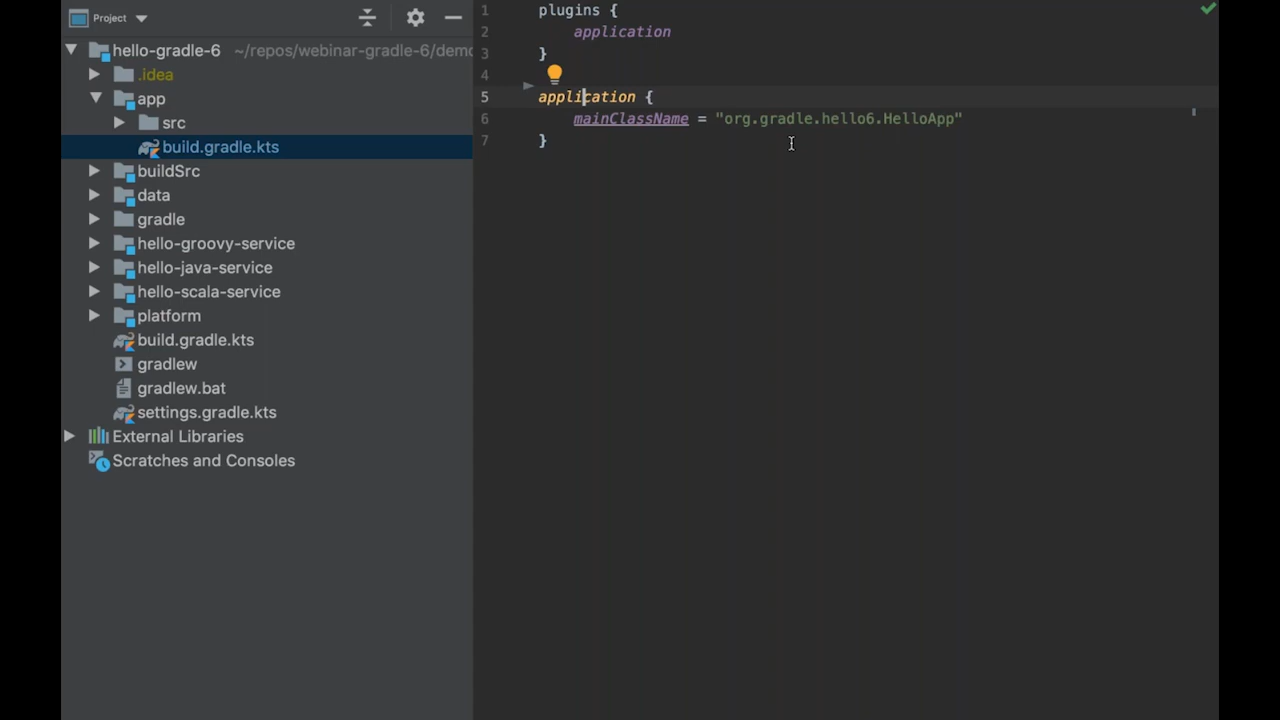 Project
hello-gradle-6 ~/repos/webinar-gradle-6/demo
.idea
app
src
build.gradle.kts
buildSrc
data
gradle
hello-groovy-service
hello-java-service
hello-scala-service
platform
build.gradle.kts
gradlew
gradlew.bat
settings.gradle.kts
External Libraries
Scratches and Consoles
1 plugins {
2 application
3 }
4
5 application {
6 mainClassName = "org.gradle.hello6.HelloApp"
7 }